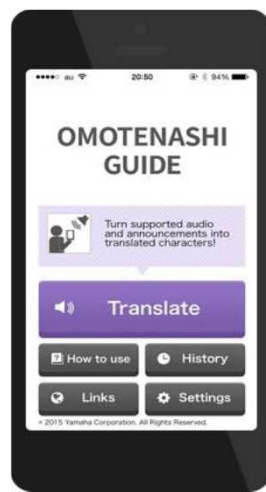 au 20:50 94%
OMOTENASHI
GUIDE
Turn supported audio
and announcements into
translated characters!
Translate
How to use
History
Links
Settings
© 2015 Yamaha Corporation. All Rights Reserved.